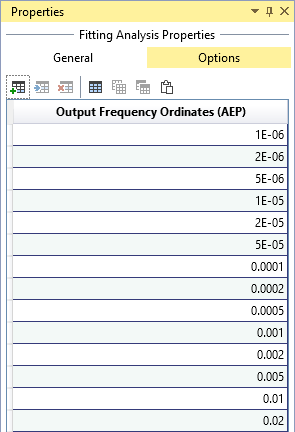 Properties
Fitting Analysis Properties
General Options
Output Frequency Ordinates (AEP)
1E-06
2E-06
5E-06
1E-05
2E-05
5E-05
0.0001
0.0002
0.0005
0.001
0.002
0.005
0.01
0.02